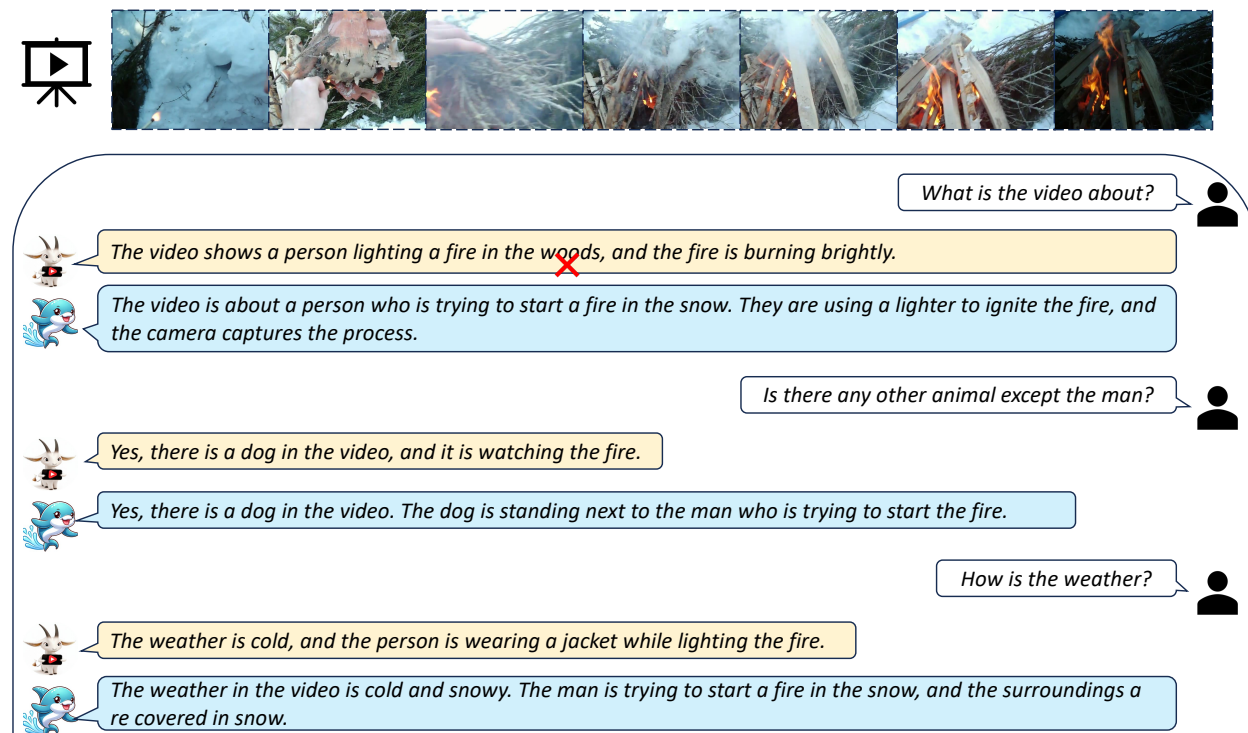 What is the video about?
The video shows a person lighting a fire in the woods, and the fire is burning brightly.
The video is about a person who is trying to start a fire in the snow. They are using a lighter to ignite the fire, and
the camera captures the process.
Is there any other animal except the man?
Yes, there is a dog in the video, and it is watching the fire.
Yes, there is a dog in the video. The dog is standing next to the man who is trying to start the fire.
How is the weather?
The weather is cold, and the person is wearing a jacket while lighting the fire.
The weather in the video is cold and snowy. The man is trying to start a fire in the snow, and the surroundings a
re covered in snow.